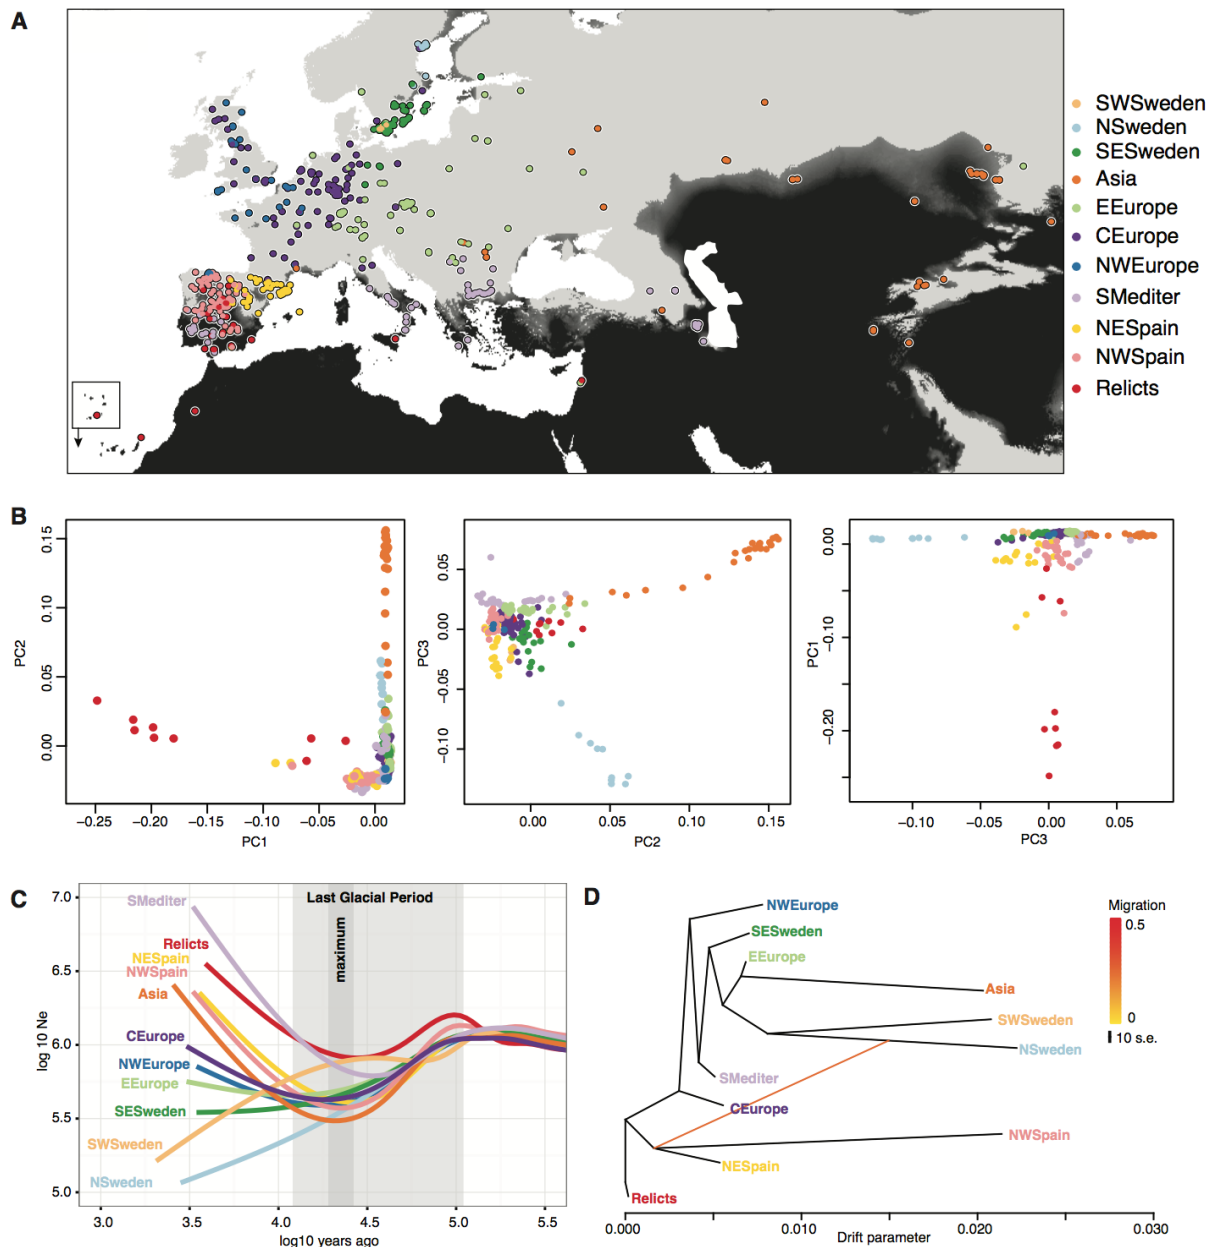 A
SWSweden
NSweden
SESweden
Asia
EEurope
CEurope
NWEurope
SMediter
NESpain
NWSpain
Relicts
B
0.15
0.10
0.05
0.00
PC2
−0.25 −0.20 −0.15 −0.10 −0.05 0.00
PC1
0.05
0.00
−0.05
−0.10
PC3
0.00 0.05 0.10 0.15
PC2
0.00
−0.10
−0.20
PC1
−0.10 −0.05 0.00 0.05
PC3
C
Last Glacial Period
maximum
7.0
6.5
6.0
5.5
5.0
log 10 Ne
SMediter
Relicts
NESpain
NWSpain
Asia
CEurope
NWEurope
EEurope
SESweden
SWSweden
NSweden
3.0 3.5 4.0 4.5 5.0 5.5
log10 years ago
D
NWEurope
SESweden
EEurope
Asia
SWSweden
NSweden
SMediter
CEurope
NWSpain
NESpain
Relicts
Migration
0.5
0
10 s.e.
0.000 0.010 0.020 0.030
Drift parameter